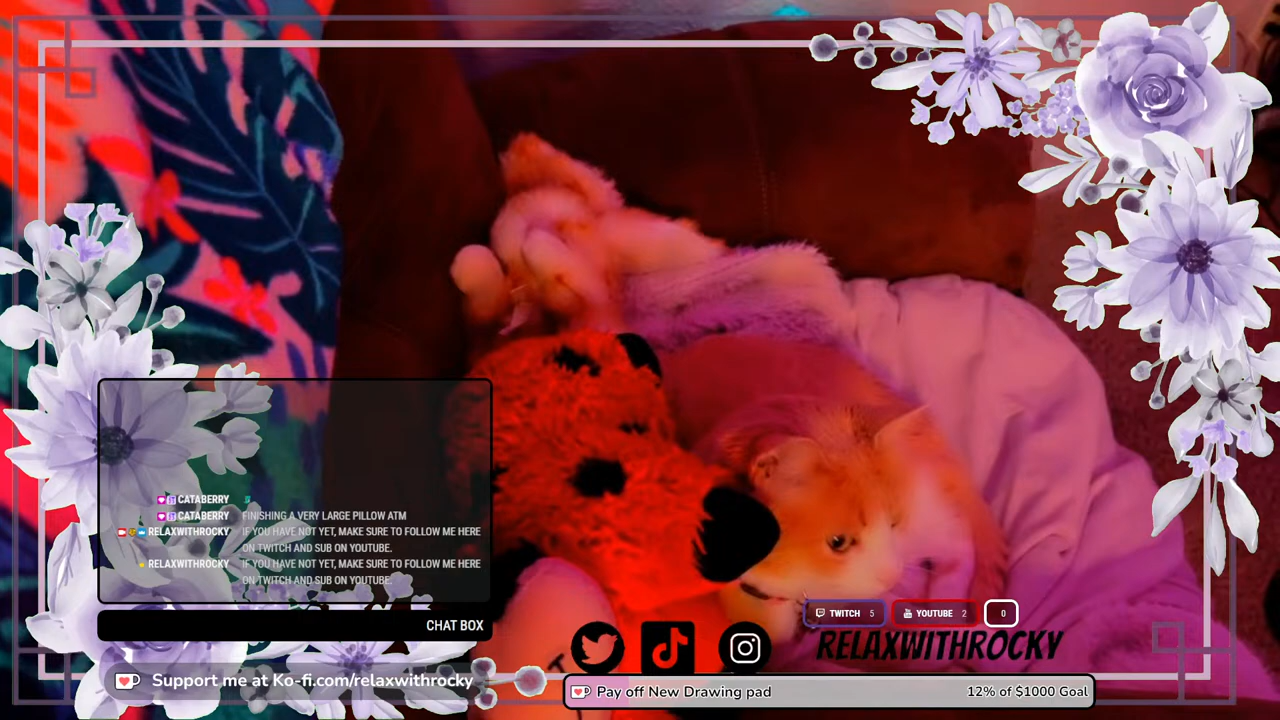 CATABERRY
CATABERRY FINISHING A VERY LARGE PILLOW ATM
RELAXWITHROCKY IF YOU HAVE NOT YET, MAKE SURE TO FOLLOW ME HERE
ON TWITCH AND SUB ON YOUTUBE.
RELAXWITHROCKY IF YOU HAVE NOT YET, MAKE SURE TO FOLLOW ME HERE
ON TWITCH AND SUB ON YOUTUBE.
CHAT BOX
TWITCH 5 YOUTUBE 2 0
RELAXWITHROCKY
Support me at Ko-fi.com/relaxwithrocky
Pay off New Drawing pad 12% of $1000 Goal